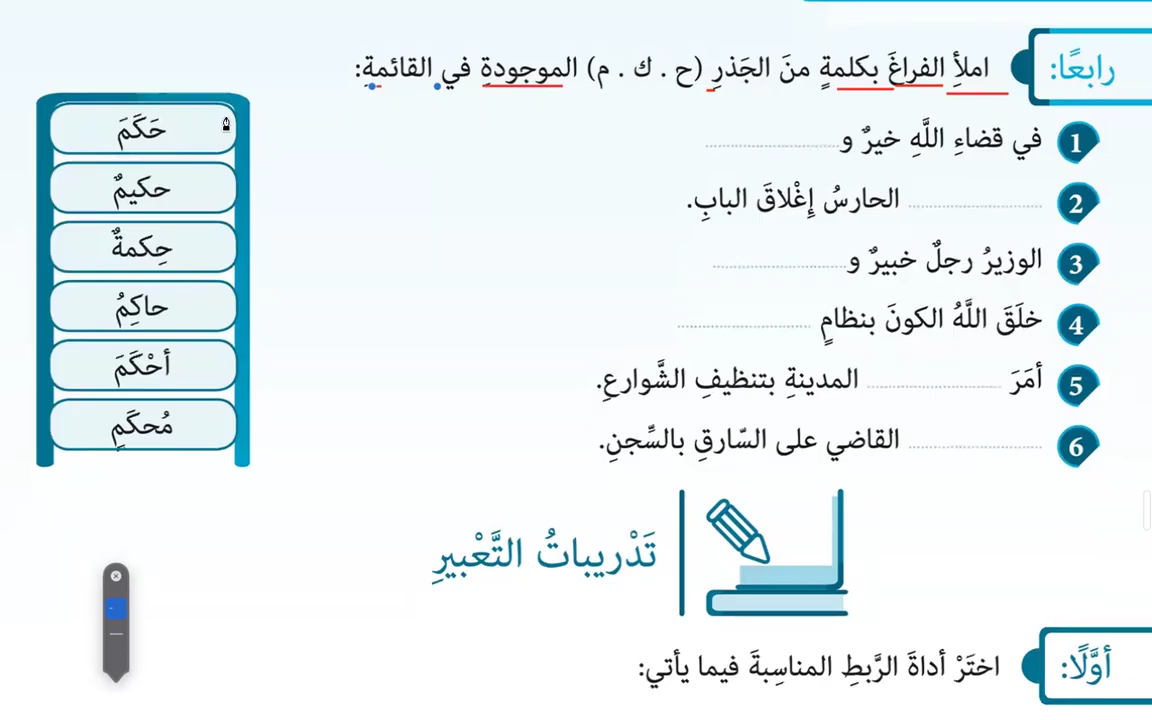 رابعًا:
املأِ الفراغَ بكلمةٍ منَ الجَذرِ (ح . ك . م) الموجودةِ في القائمةِ:
1 في قضاءِ اللَّهِ خيرٌ و....................
2 .................... الحارسُ إِغْلاقَ البابِ.
3 الوزيرُ رجلٌ خبيرٌ و....................
4 خلَقَ اللَّهُ الكونَ بنظامٍ ....................
5 أمَرَ .................... المدينةِ بتنظيفِ الشَّوارعِ.
6 .................... القاضي على السّارقِ بالسِّجنِ.
حَكَمَ
حكيمٌ
حِكمةٌ
حاكِمُ
أحْكَمَ
مُحكَمٍ
تَدْريباتُ التَّعْبيرِ
أوَّلًا:
اختَرْ أداةَ الرَّبطِ المناسِبةَ فيما يأتي: